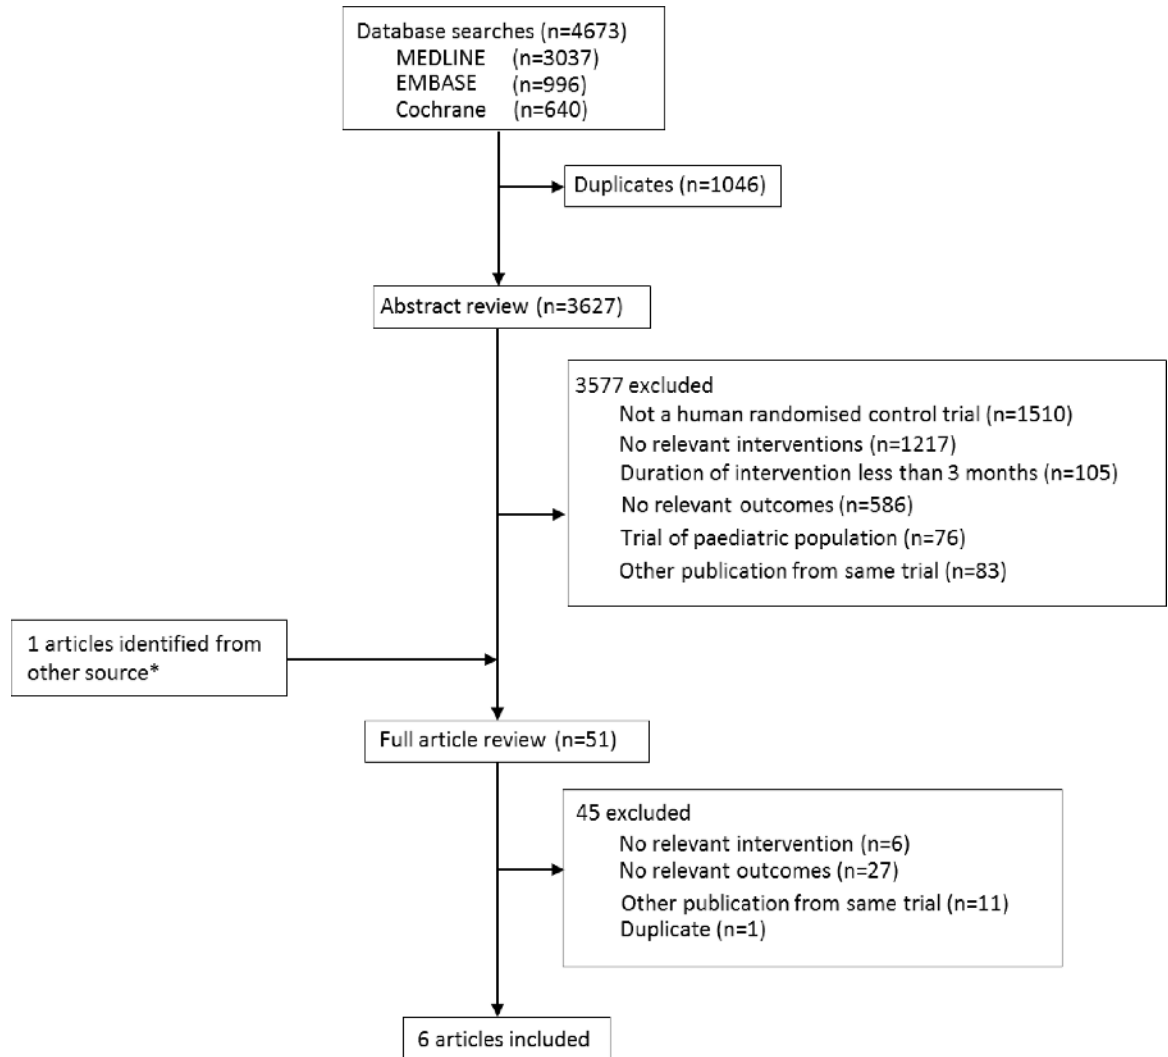 Database searches (n=4673)
MEDLINE (n=3037)
EMBASE (n=996)
Cochrane (n=640)
Duplicates (n=1046)
Abstract review (n=3627)
3577 excluded
Not a human randomised control trial (n=1510)
No relevant interventions (n=1217)
Duration of intervention less than 3 months (n=105)
No relevant outcomes (n=586)
Trial of paediatric population (n=76)
Other publication from same trial (n=83)
1 articles identified from
other source*
Full article review (n=51)
45 excluded
No relevant intervention (n=6)
No relevant outcomes (n=27)
Other publication from same trial (n=11)
Duplicate (n=1)
6 articles included